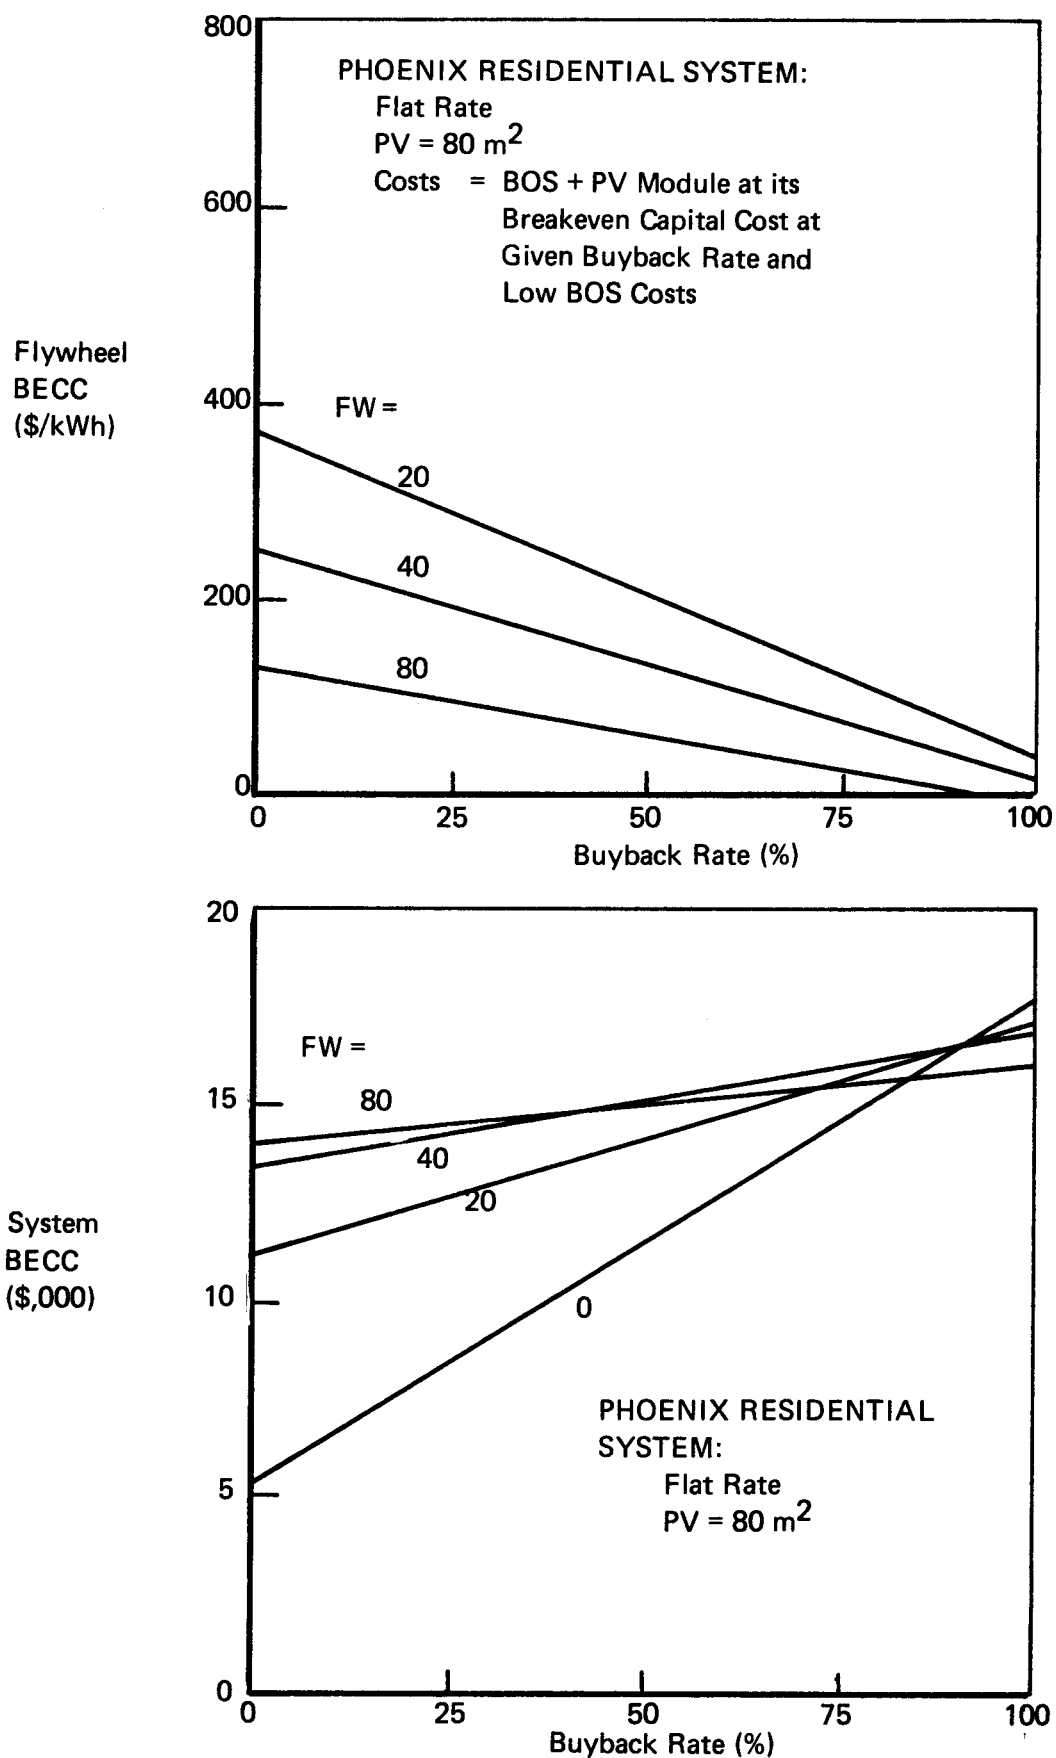 800
PHOENIX RESIDENTIAL SYSTEM:
Flat Rate
PV = 80 m²
Costs = BOS + PV Module at its
Breakeven Capital Cost at
Given Buyback Rate and
Low BOS Costs
600
Flywheel
BECC
($/kWh)
400
FW =
20
40
200
80
0
0 25 50 75 100
Buyback Rate (%)
20
FW =
15
80
40
20
System
BECC
($,000)
10
0
PHOENIX RESIDENTIAL
SYSTEM:
Flat Rate
PV = 80 m²
5
0
0 25 50 75 100
Buyback Rate (%)